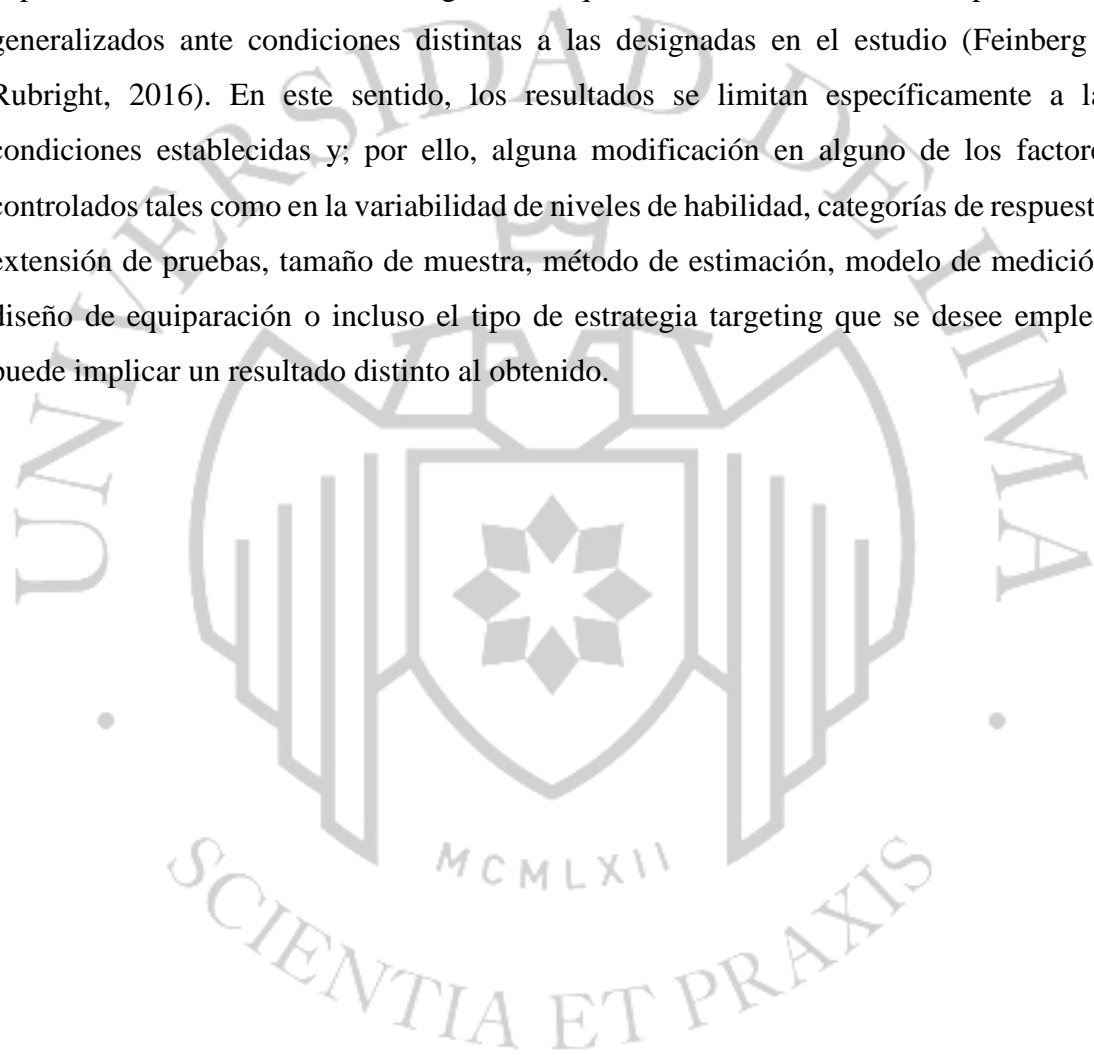 generalizados ante condiciones distintas a las designadas en el estudio (Feinberg
Rubright, 2016). En este sentido, los resultados se limitan específicamente a la
condiciones establecidas y; por ello, alguna modificación en alguno de los factore
controlados tales como en la variabilidad de niveles de habilidad, categorías de respuest
extensión de pruebas, tamaño de muestra, método de estimación, modelo de medició
diseño de equiparación o incluso el tipo de estrategia targeting que se desee emplea
puede implicar un resultado distinto al obtenido.
UNIVERSIDAD DE LIMA
MCMLXII
SCIENTIA ET PRAXIS